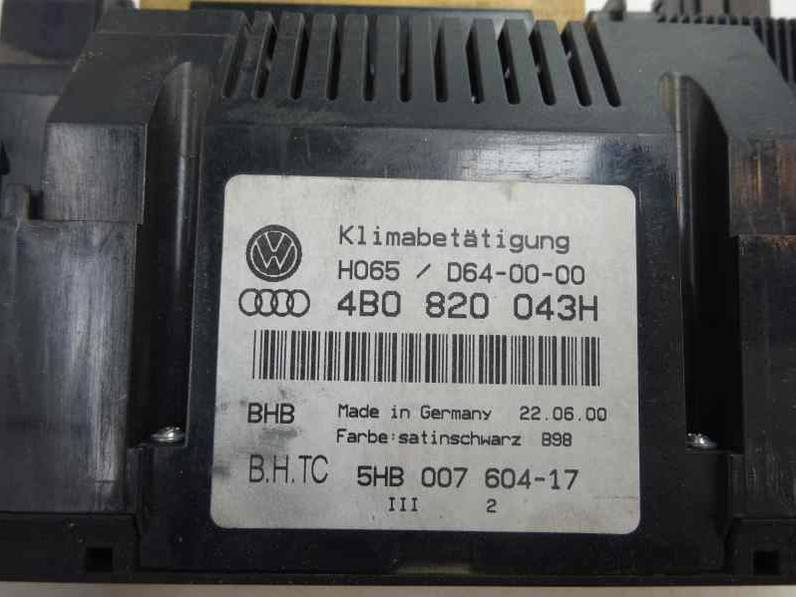 Klimabetätigung
H065 / D64-00-00
4B0 820 043H
BHB Made in Germany 22.06.00
Farbe:satinschwarz B98
B.H.TC 5HB 007 604-17
III 2